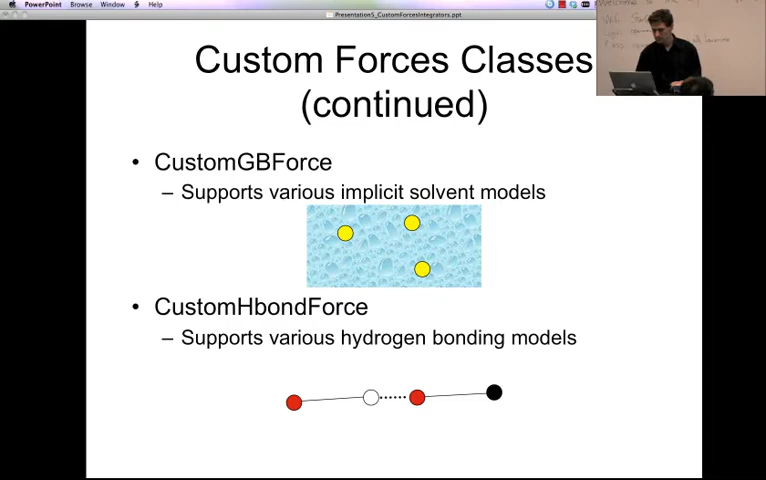 PowerPoint Browse Window Help
Presentation5_CustomForcesIntegrators.ppt
Custom Forces Classes
(continued)
• CustomGBForce
– Supports various implicit solvent models
• CustomHbondForce
– Supports various hydrogen bonding models